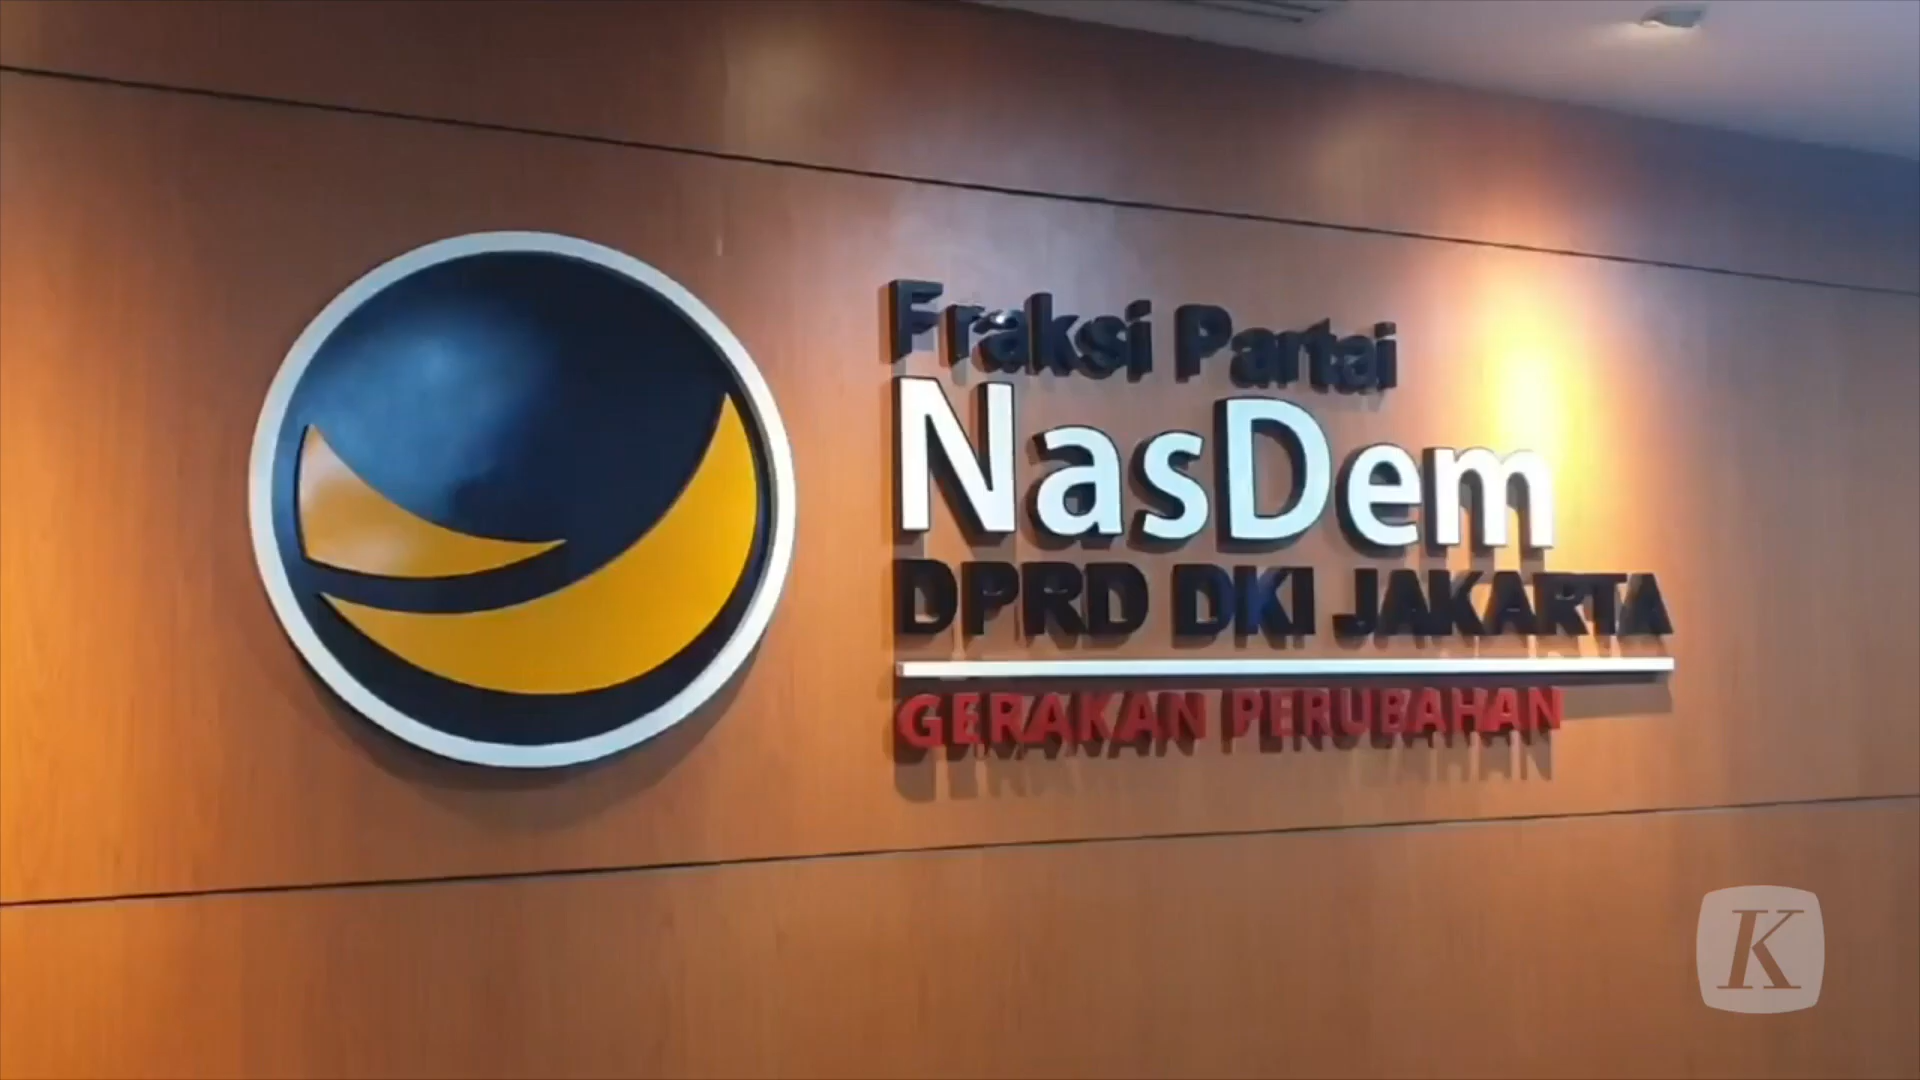 Fraksi Partai
NasDem
DPRD DKI JAKARTA
GERAKAN PERUBAHAN
K